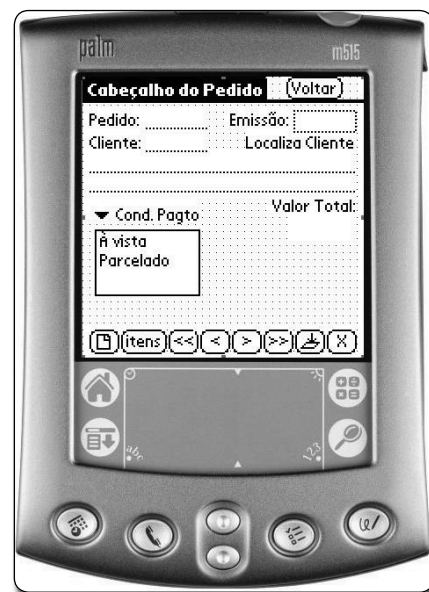 palm
m515
Cabeçalho do Pedido (Voltar)
Pedido: Emissão:
Cliente: Localiza Cliente
Cond. Pagto Valor Total:
À vista
Parcelado
itens << < > >> X
abc 123